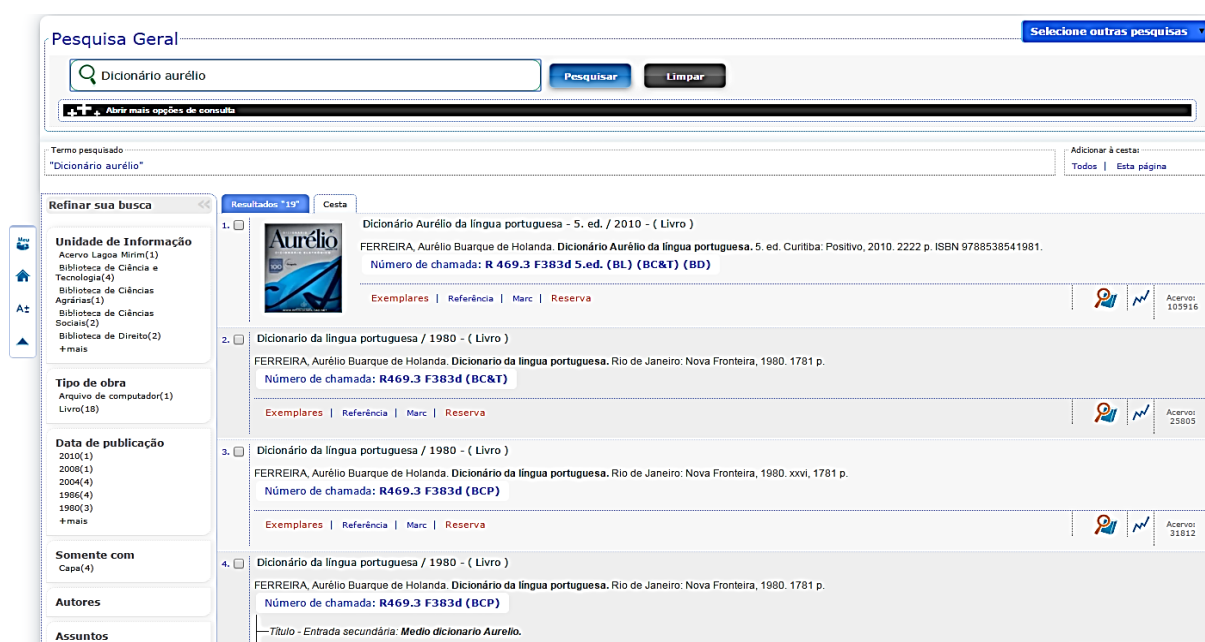 Pesquisa Geral
Selecione outras pesquisas
Dicionário aurélio
Pesquisar
Limpar
Abrir mais opções de consulta
Termo pesquisado
"Dicionário aurélio"
Adicionar à cesta:
Todos | Esta página
Refinar sua busca
Unidade de Informação
Acervo Lagoa Mirim(1)
Biblioteca de Ciência e
Tecnologia(4)
Biblioteca de Ciências
Agrárias(1)
Biblioteca de Ciências
Sociais(2)
Biblioteca de Direito(2)
+mais
Tipo de obra
Arquivo de computador(1)
Livro(18)
Data de publicação
2010(1)
2008(1)
2004(4)
1986(4)
1980(3)
+mais
Somente com
Capa(4)
Autores
Assuntos
Menu
A±
Resultados "19"
Cesta
1.
Aurélio
100
Dicionário Aurélio da língua portuguesa - 5. ed. / 2010 - ( Livro )
FERREIRA, Aurélio Buarque de Holanda. Dicionário Aurélio da língua portuguesa. 5. ed. Curitiba: Positivo, 2010. 2222 p. ISBN 9788538541981.
Número de chamada: R 469.3 F383d 5.ed. (BL) (BC&T) (BD)
Exemplares | Referência | Marc | Reserva
Acervo:
105916
2. Dicionario da lingua portuguesa / 1980 - ( Livro )
FERREIRA, Aurélio Buarque de Holanda. Dicionario da lingua portuguesa. Rio de Janeiro: Nova Fronteira, 1980. 1781 p.
Número de chamada: R469.3 F383d (BC&T)
Exemplares | Referência | Marc | Reserva
Acervo:
25805
3. Dicionário da língua portuguesa / 1980 - ( Livro )
FERREIRA, Aurélio Buarque de Holanda. Dicionário da língua portuguesa. Rio de Janeiro: Nova Fronteira, 1980. xxvi, 1781 p.
Número de chamada: R469.3 F383d (BCP)
Exemplares | Referência | Marc | Reserva
Acervo:
31812
4. Dicionário da língua portuguesa / 1980 - ( Livro )
FERREIRA, Aurélio Buarque de Holanda. Dicionário da língua portuguesa. Rio de Janeiro: Nova Fronteira, 1980. 1781 p.
Número de chamada: R469.3 F383d (BCP)
Título - Entrada secundária: Medio dicionario Aurelio.